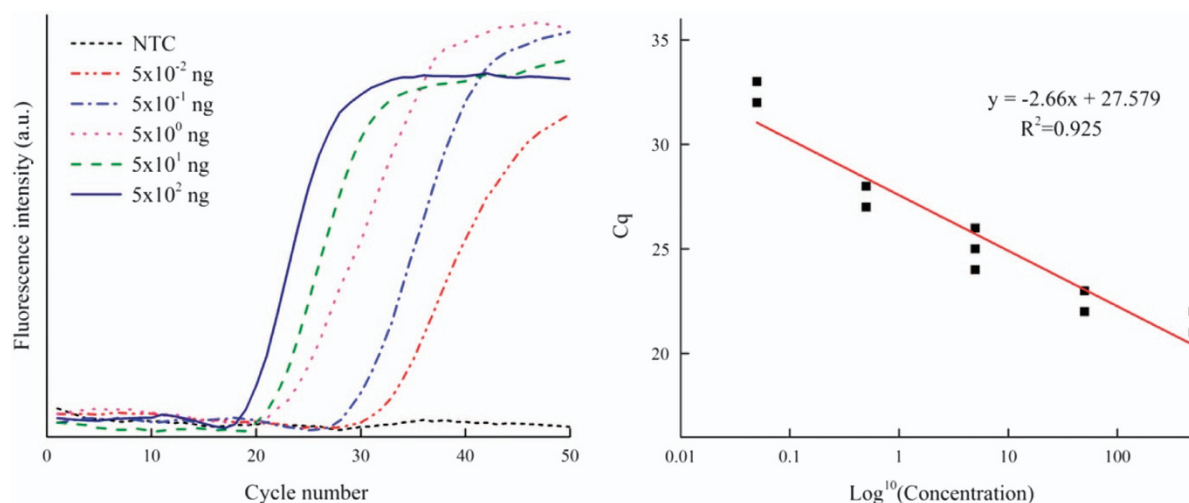 NTC
5x10⁻² ng
5x10⁻¹ ng
5x10⁰ ng
5x10¹ ng
5x10² ng
Fluorescence intensity (a.u.)
0 10 20 30 40 50
Cycle number
35
30
25
20
Cq
y = -2.66x + 27.579
R²=0.925
0.01 0.1 1 10 100
Log¹⁰(Concentration)